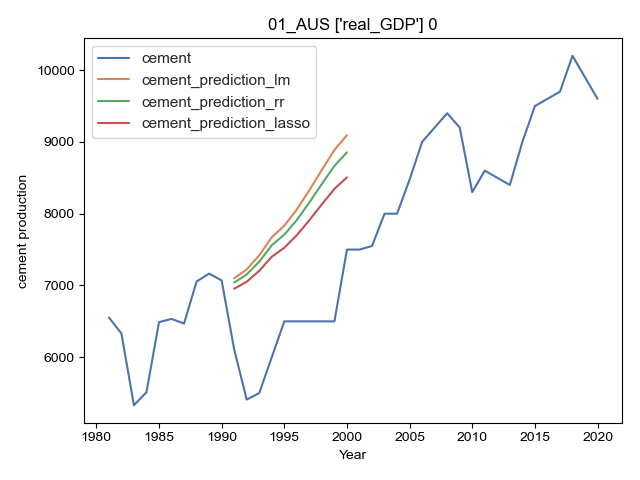 01_AUS ['real_GDP'] 0
cement
cement_prediction_lm
cement_prediction_rr
cement_prediction_lasso
cement production
10000
9000
8000
7000
6000
1980 1985 1990 1995 2000 2005 2010 2015 2020
Year